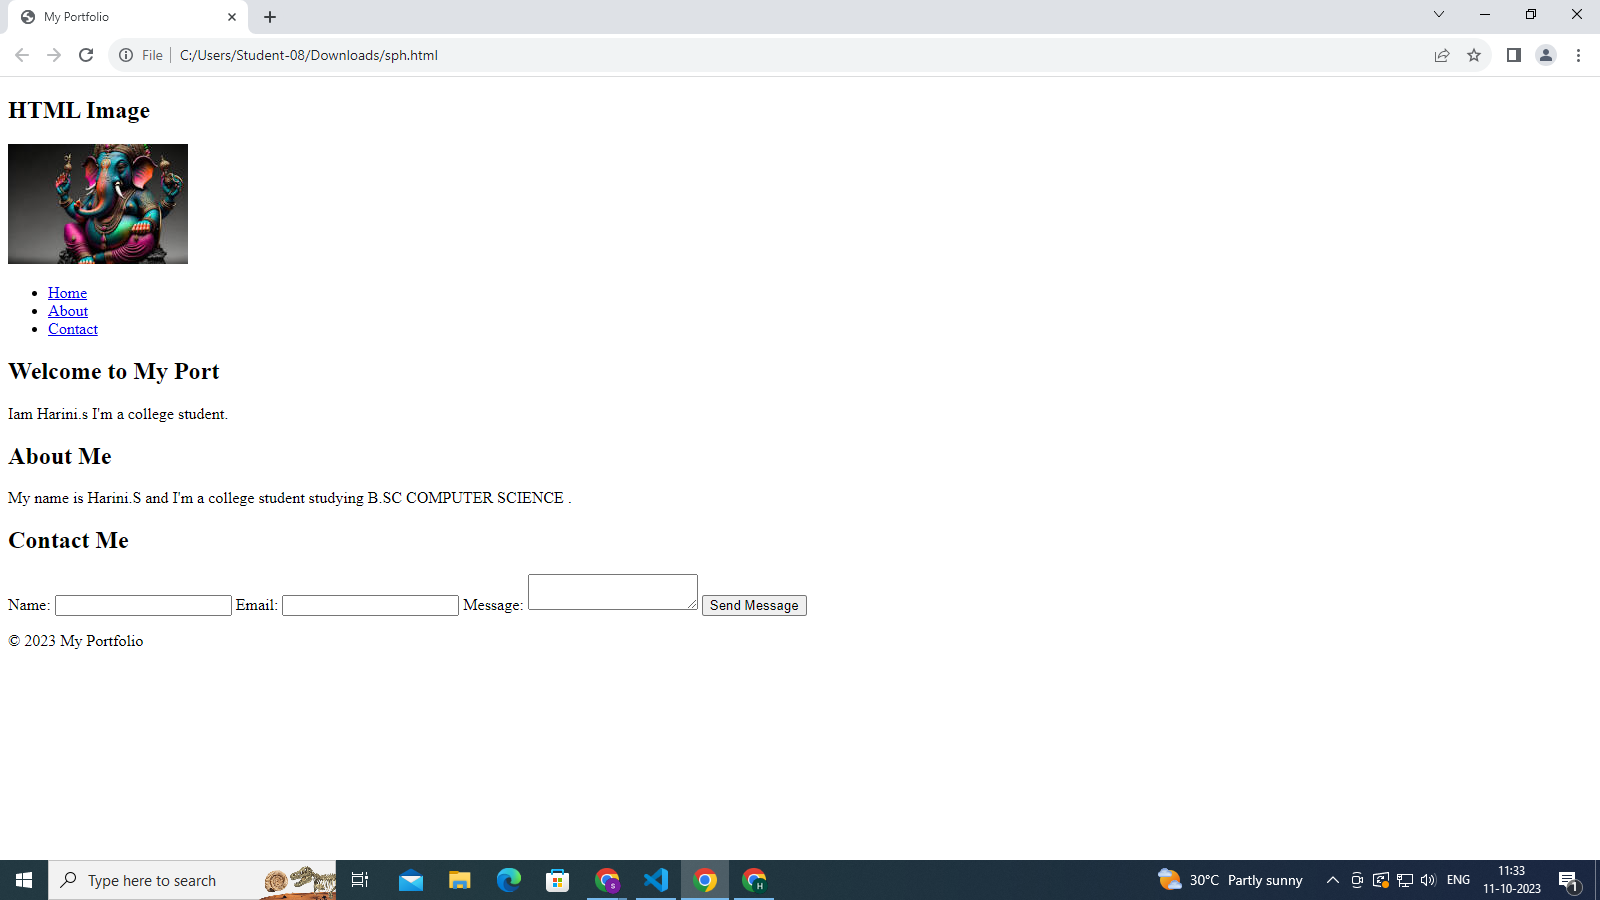 My Portfolio
File
C:/Users/Student-08/Downloads/sph.html
HTML Image
Home
About
Contact
Welcome to My Port
Iam Harini.s I'm a college student.
About Me
My name is Harini.S and I'm a college student studying B.SC COMPUTER SCIENCE .
Contact Me
Name: Email: Message: Send Message
© 2023 My Portfolio
Type here to search
S
H
30°C Partly sunny
ENG
11:33
11-10-2023
1